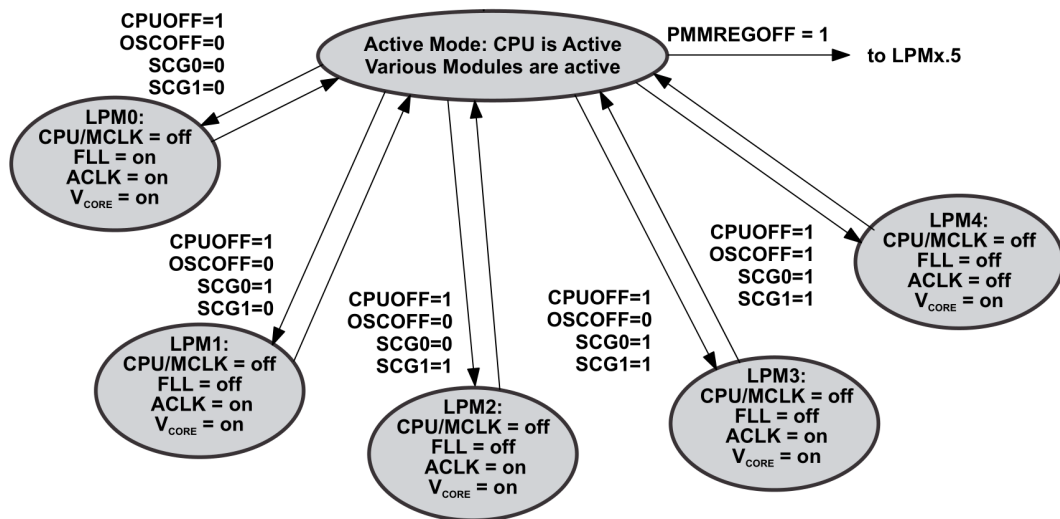 CPUOFF=1
OSCOFF=0
SCG0=0
SCG1=0
Active Mode: CPU is Active
Various Modules are active
PMMREGOFF = 1
to LPMx.5
LPM0:
CPU/MCLK = off
FLL = on
ACLK = on
VCORE = on
CPUOFF=1
OSCOFF=0
SCG0=1
SCG1=0
LPM1:
CPU/MCLK = off
FLL = off
ACLK = on
VCORE = on
CPUOFF=1
OSCOFF=0
SCG0=0
SCG1=1
LPM2:
CPU/MCLK = off
FLL = off
ACLK = on
VCORE = on
CPUOFF=1
OSCOFF=0
SCG0=1
SCG1=1
LPM3:
CPU/MCLK = off
FLL = off
ACLK = on
VCORE = on
CPUOFF=1
OSCOFF=1
SCG0=1
SCG1=1
LPM4:
CPU/MCLK = off
FLL = off
ACLK = off
VCORE = on